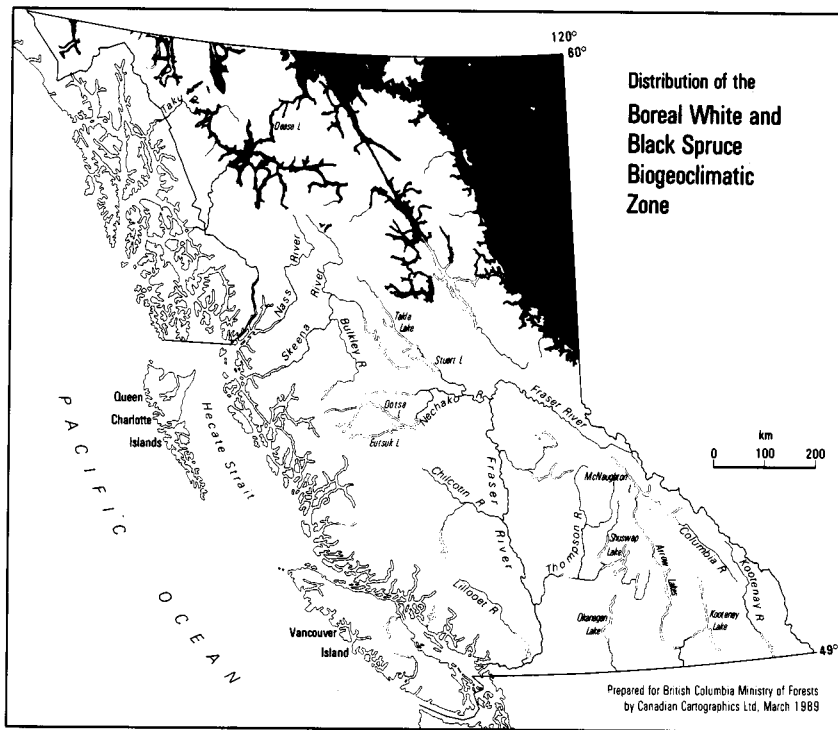 120°
60°
Distribution of the
Boreal White and
Black Spruce
Biogeoclimatic
Zone
Taku R
Dease L
Nass River
River
Skeena
Bulkley R
Takla
Lake
Stuart L
Ootsa
L
Nechako R
Eutsuk L
Fraser River
Queen
Charlotte
Islands
Hecate Strait
PACIFIC OCEAN
km
0 100 200
McNaughton
Chilcotin R
Fraser River
Thompson R
Shuswap
Lake
Arrow Lakes
Columbia R
Kootenay R
Lillooet R
Okanagan
Lake
Kootenay
Lake
Vancouver
Island
49°
Prepared for British Columbia Ministry of Forests
by Canadian Cartographics Ltd, March 1989